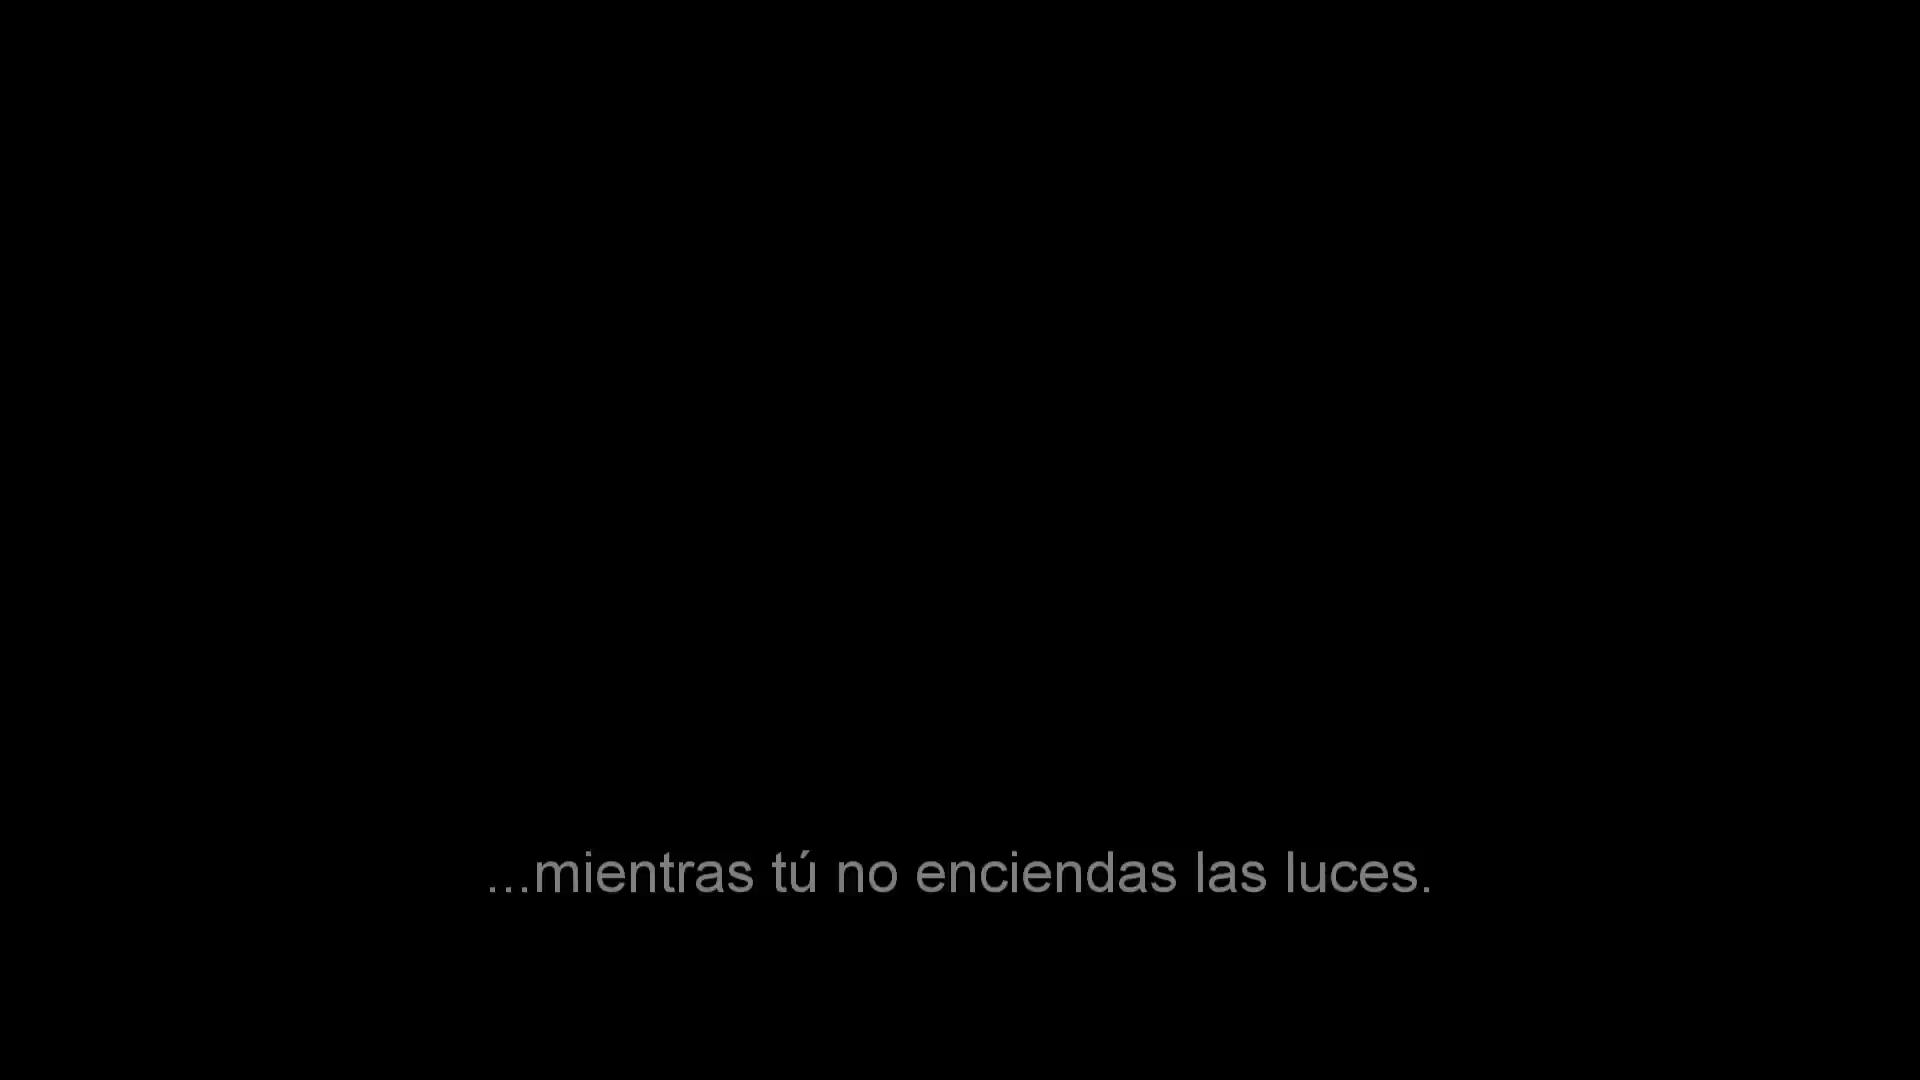 ...mientras tú no enciendas las luces.